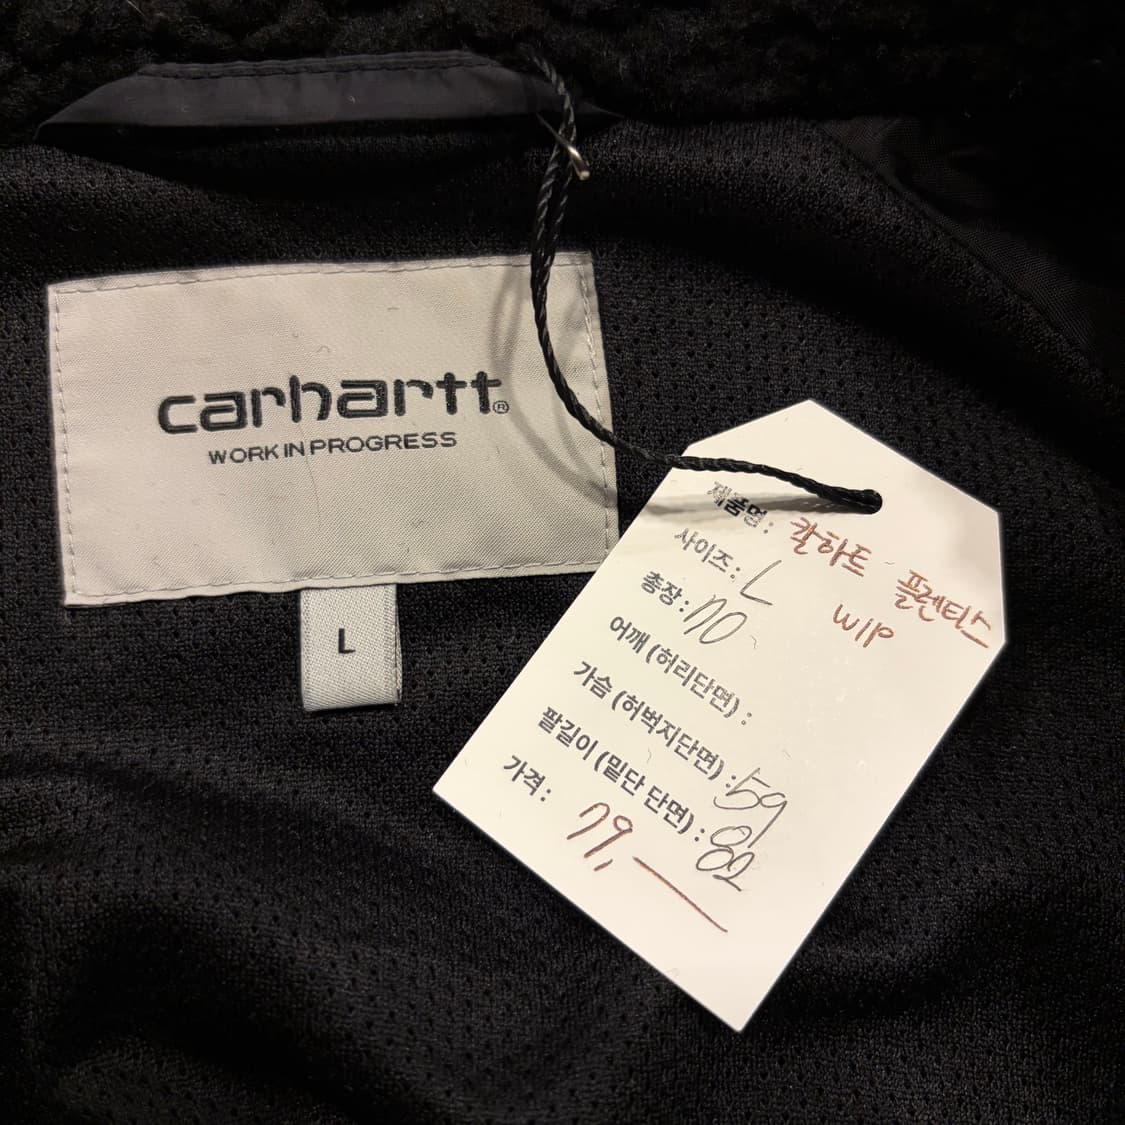 carhartt®
WORK IN PROGRESS
L
제품명 : 칼하트 플렌티스
WIP
사이즈 : L
총장 : 70
어깨 (허리단면) :
가슴 (허벅지단면) : 59
팔길이 (밑단 단면) : 82
가격 : 79,—